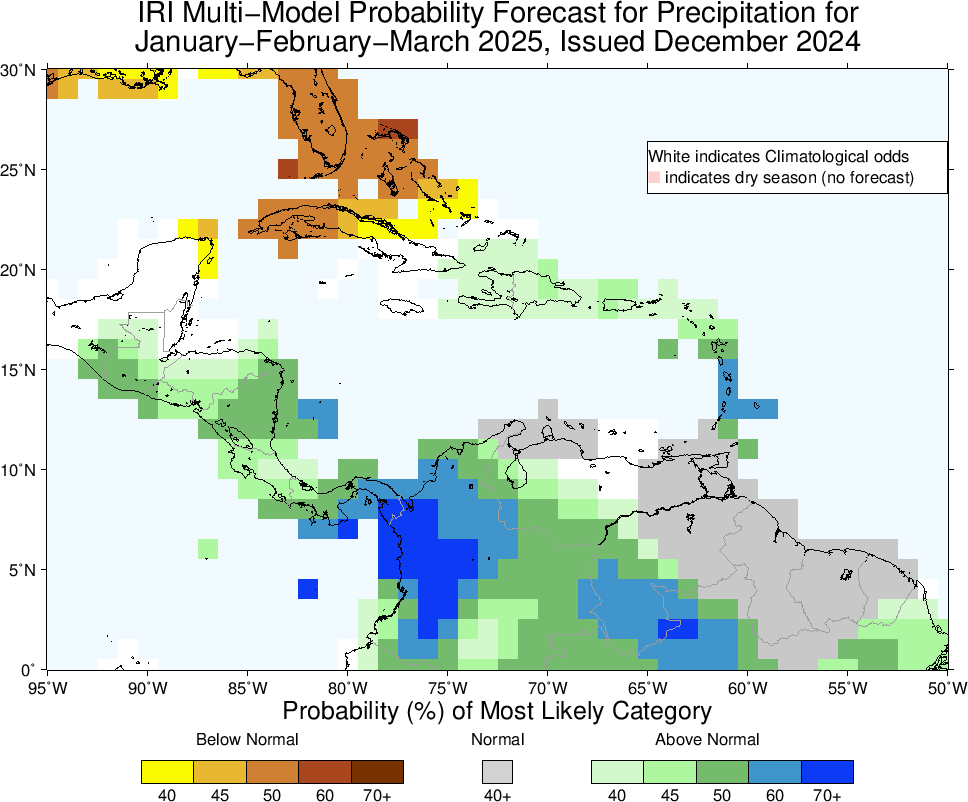 IRI Multi−Model Probability Forecast for Precipitation for
January−February−March 2025, Issued December 2024
30˚N
25˚N
20˚N
15˚N
10˚N
5˚N
0˚
White indicates Climatological odds
indicates dry season (no forecast)
95˚W 90˚W 85˚W 80˚W 75˚W 70˚W 65˚W 60˚W 55˚W 50˚W
Probability (%) of Most Likely Category
Below Normal Normal Above Normal
40 45 50 60 70+ 40+ 40 45 50 60 70+